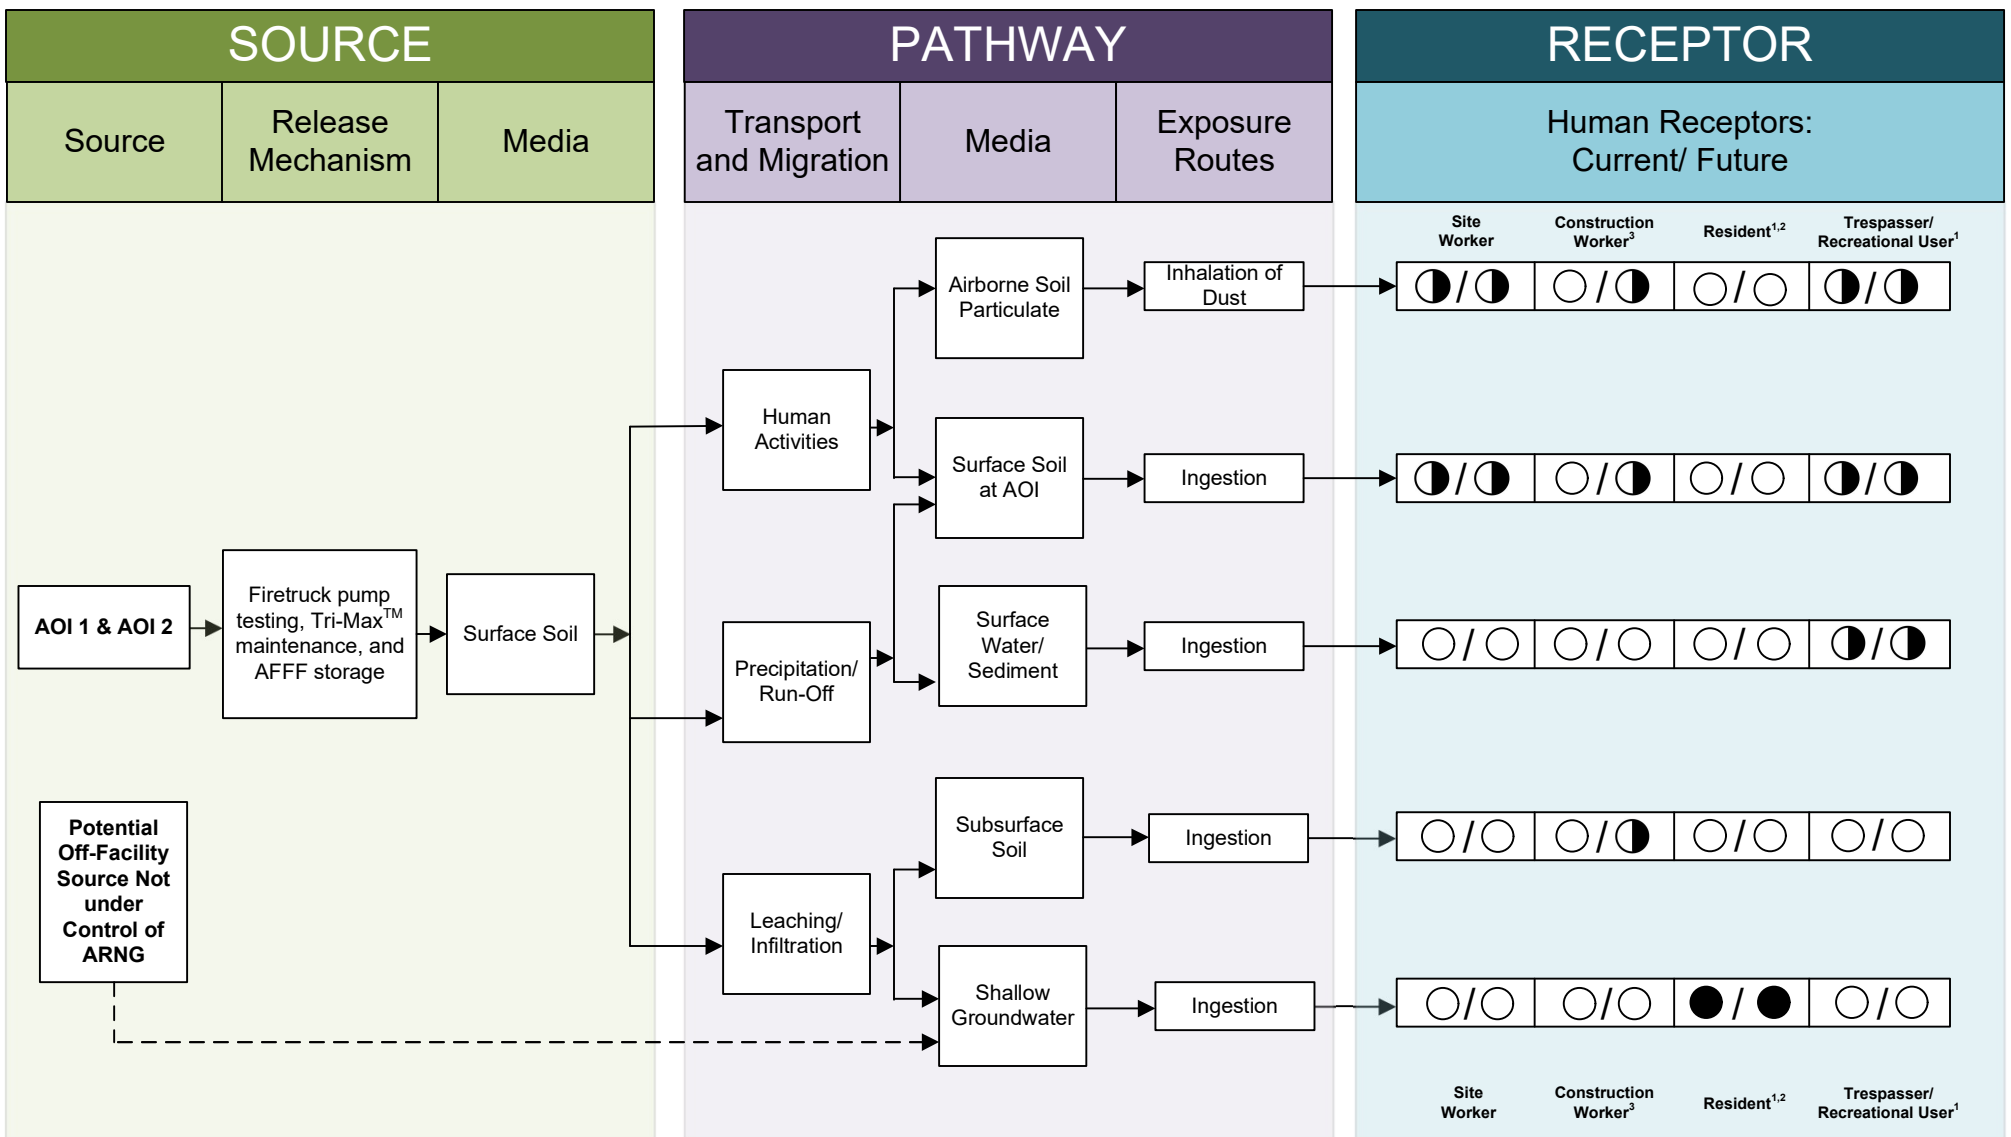 SOURCE
PATHWAY
RECEPTOR
Source
Release
Mechanism
Media
Transport
and Migration
Media
Exposure
Routes
Human Receptors:
Current/ Future
Site
Worker
Construction
Worker3
Resident1,2
Trespasser/
Recreational User1
Airborne Soil
Particulate
Inhalation of
Dust
/
/
/
/
Human
Activities
Surface Soil
at AOI
Ingestion
/
/
/
/
AOI 1 & AOI 2
Firetruck pump
testing, Tri-MaxTM
maintenance, and
AFFF storage
Surface Soil
Precipitation/
Run-Off
Surface
Water/
Sediment
Ingestion
/
/
/
/
Potential
Off-Facility
Source Not
under
Control of
ARNG
Subsurface
Soil
Ingestion
/
/
/
/
Leaching/
Infiltration
Shallow
Groundwater
Ingestion
/
/
/
/
Site
Worker
Construction
Worker3
Resident1,2
Trespasser/
Recreational User1